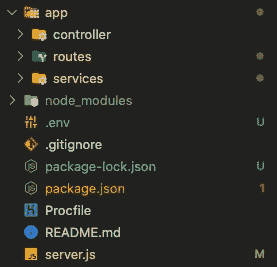 app
controller
routes
services
node_modules
.env U
.gitignore
package-lock.json U
package.json 1
Procfile
README.md
server.js M